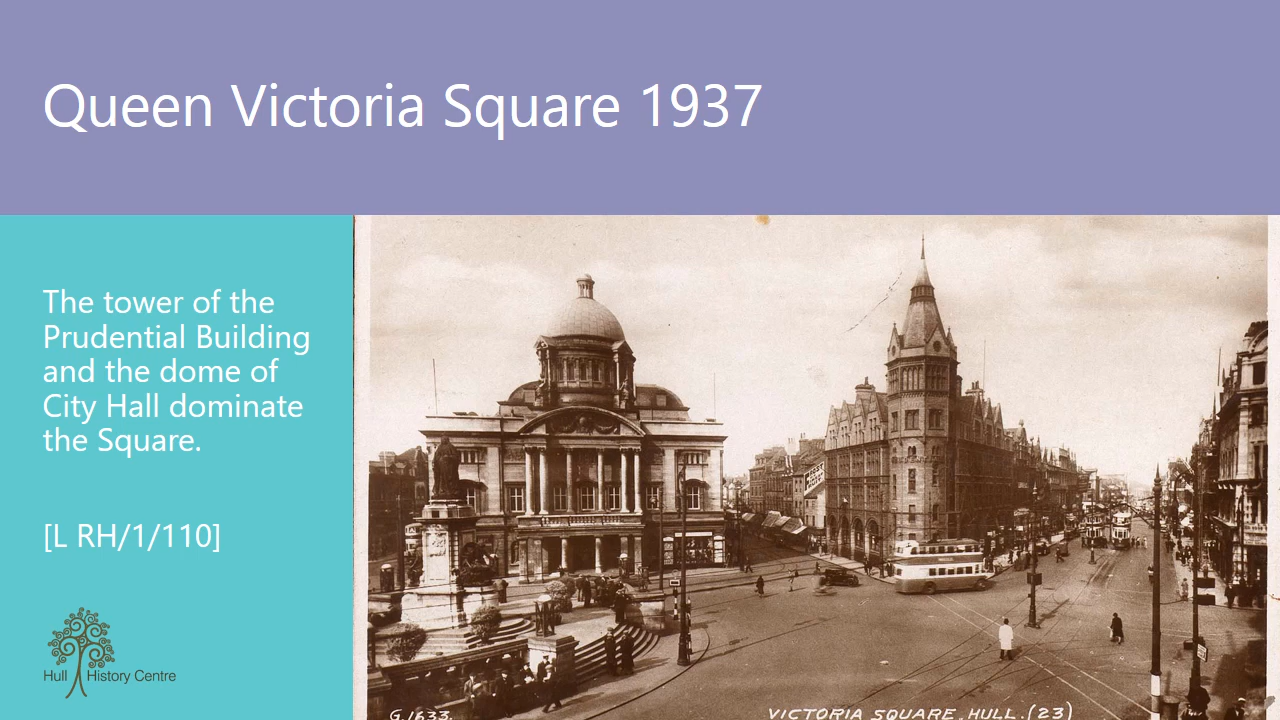 Queen Victoria Square 1937
The tower of the
Prudential Building
and the dome of
City Hall dominate
the Square.
[L RH/1/110]
Hull History Centre
G.1633.
VICTORIA SQUARE, HULL.(23)